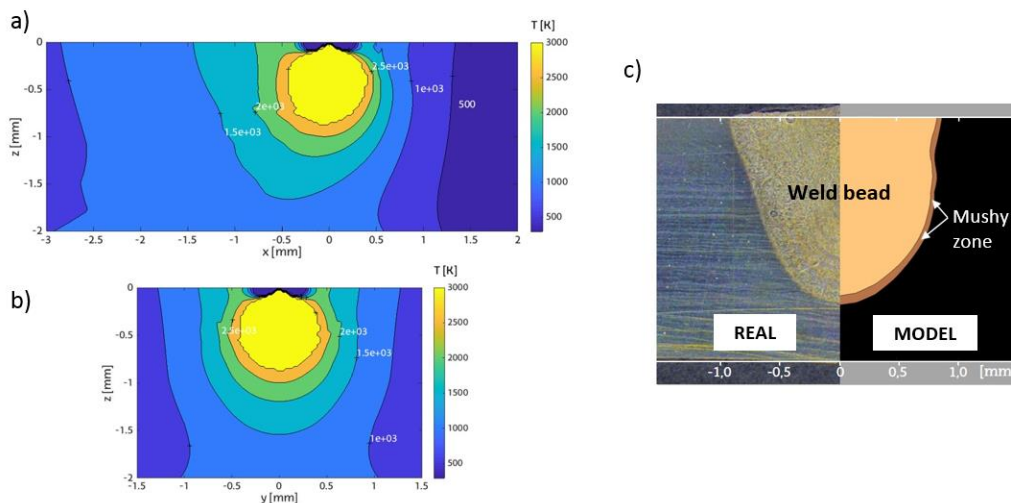 a)
T [K]
0
-0.5
-1
-1.5
-2
z [mm]
2.5e+03
2e+03
1.5e+03
1e+03
500
3000
2500
2000
1500
1000
500
-3 -2.5 -2 -1.5 -1 -0.5 0 0.5 1 1.5 2
x [mm]
b)
T [K]
0
-0.5
-1
-1.5
-2
z [mm]
2.5e+03
2e+03
1.5e+03
1e+03
3000
2500
2000
1500
1000
500
-1.5 -1 -0.5 0 0.5 1 1.5
y [mm]
c)
Weld bead
Mushy
zone
REAL
MODEL
-1,0 -0,5 0 0,5 1,0 [mm